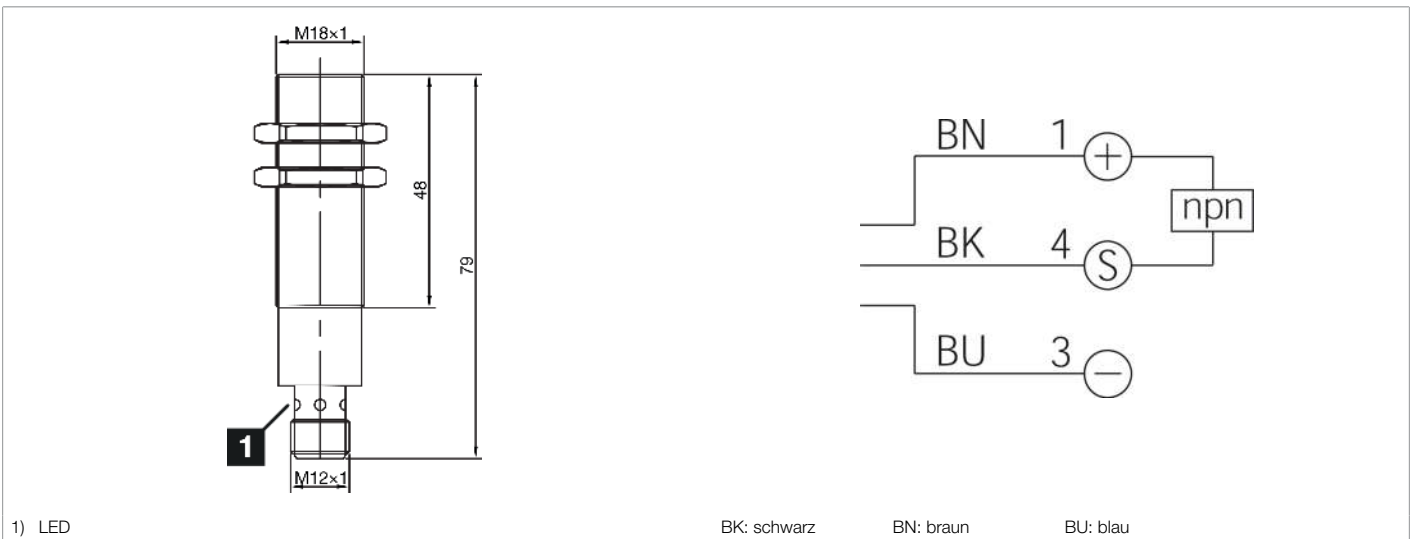 M18×1
48
79
1
M12×1
BN 1 +
npn
BK 4 S
BU 3 −
1) LED
BK: schwarz BN: braun BU: blau